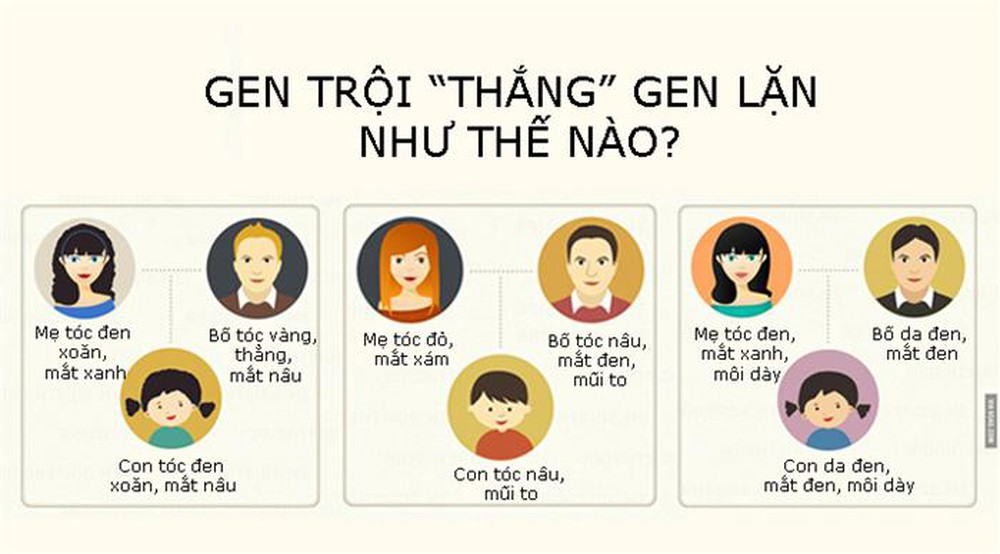 GEN TRỘI “THẮNG” GEN LẶN
NHƯ THẾ NÀO?
Mẹ tóc đen
xoăn,
mắt xanh
Bố tóc vàng,
thẳng,
mắt nâu
Con tóc đen
xoăn, mắt nâu
Mẹ tóc đỏ,
mắt xám
Bố tóc nâu,
mắt đen,
mũi to
Con tóc nâu,
mũi to
Mẹ tóc đen,
mắt xanh,
môi dày
Bố da đen,
mắt đen
Con da đen,
mắt đen, môi dày
VIA 9GAG.COM